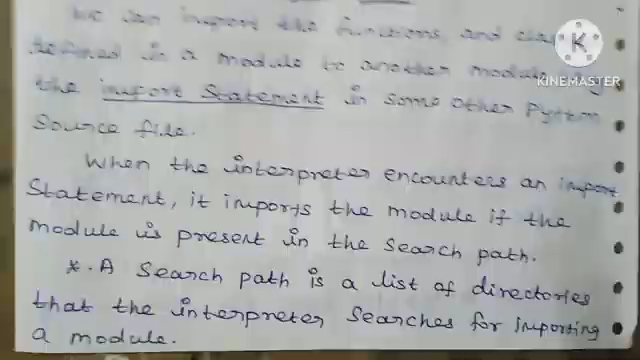 We can import the functions, and
defined in a module to another module
the import statement in some other Python
Source file.
When the interpreter encounters an import
Statement, it imports the module if the
module is present in the search path.
*. A Search path is a list of directories
that the interpreter searches for importing
a module.
KINEMASTER